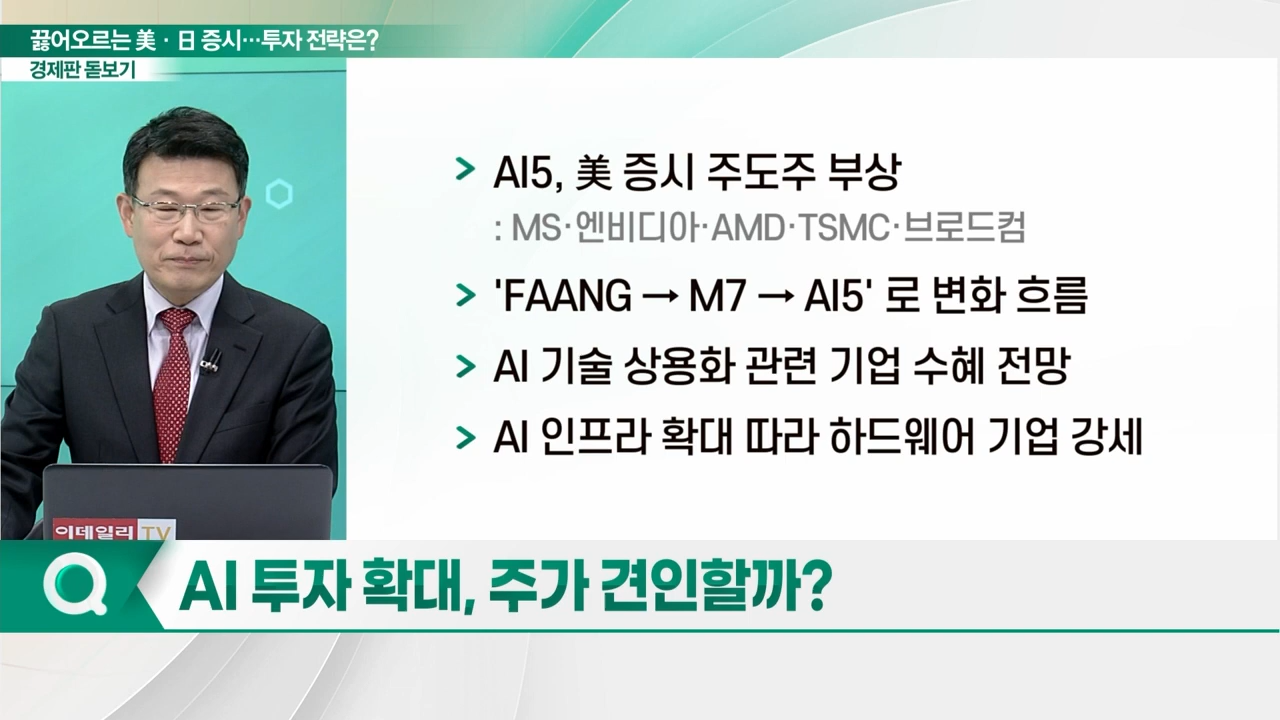 끓어오르는 美·日 증시…투자 전략은?
경제판 돋보기
> AI5, 美 증시 주도주 부상
: MS·엔비디아·AMD·TSMC·브로드컴
> 'FAANG → M7 → AI5' 로 변화 흐름
> AI 기술 상용화 관련 기업 수혜 전망
> AI 인프라 확대 따라 하드웨어 기업 강세
이데일리 TV
AI 투자 확대, 주가 견인할까?